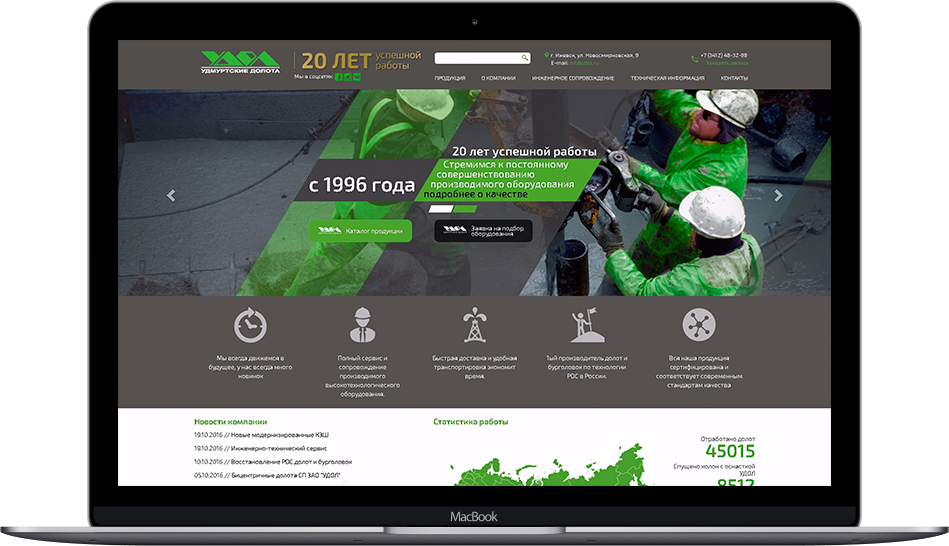 УДОЛ
УДМУРТСКИЕ ДОЛОТА
20 ЛЕТ успешной работы
Мы в соцсетях:
г. Ижевск, ул. Новосмирновская, 9
E-mail:
+7 (3412) 48-32-98
Заказать звонок
ПРОДУКЦИЯ О КОМПАНИИ ИНЖЕНЕРНОЕ СОПРОВОЖДЕНИЕ ТЕХНИЧЕСКАЯ ИНФОРМАЦИЯ КОНТАКТЫ
20 лет успешной работы
с 1996 года
Стремимся к постоянному
совершенствованию
производимого оборудования
подробнее о качестве
Каталог продукции
Заявка на подбор
оборудования
Мы всегда движемся в
будущее, у нас всегда много
новинок
Полный сервис и
сопровождение
производимого
высокотехнологического
оборудования.
Быстрая доставка и удобная
транспортировка экономит
время.
1ый производитель долот и
бурголовок по технологии
PDC в России.
Вся наша продукция
сертифицирована и
соответствует современным
стандартам качества
Новости компании
19.10.2016 // Новые модернизированные КЭШ
19.10.2016 // Инженерно-технический сервис
10.10.2016 // Восстановление PDC долот и бурголовок
05.10.2016 // Бицентричные долота СП ЗАО "УДОЛ"
Статистика работы
Отработано долот
45015
Спущено колон с оснасткой
УДОЛ
8512
MacBook